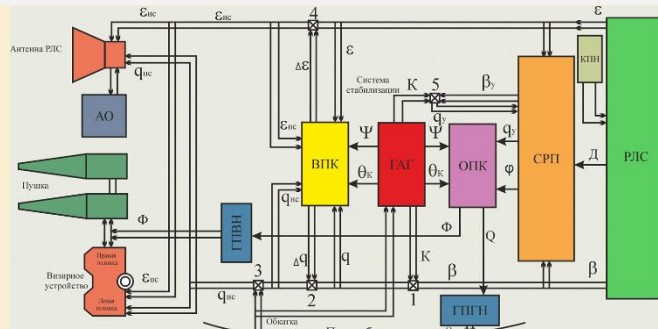 4
ε
εнс
εнс
Антенна РЛС
qнс
Δε
ε
Система
стабилизации
К
5
βу
КПН
qу
АО
εнс
Ψ
Ψ
qу
ВПК
ГАГ
ОПК
СРП
РЛС
Д
Пушка
θК
θК
φ
qнс
Ф
ГПВН
Ф
Q
К
Δq
q
β
β
Правая
головка
Визирное
устройство
εнс
Левая
головка
qнс
3
2
1
ГПГН
Обкатка